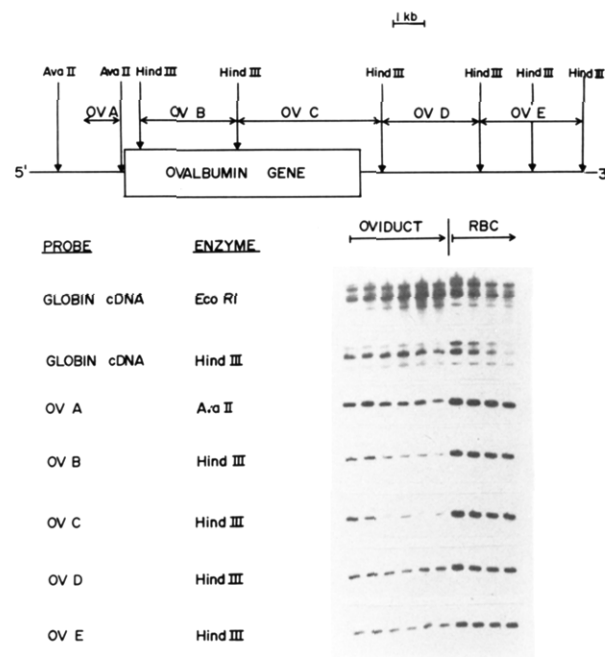 1 kb
Ava II Ava II Hind III Hind III Hind III Hind III Hind III Hind III
OV A OV B OV C OV D OV E
5' OVALBUMIN GENE 3'
OVIDUCT RBC
PROBE ENZYME
GLOBIN cDNA Eco RI
GLOBIN cDNA Hind III
OV A Ava II
OV B Hind III
OV C Hind III
OV D Hind III
OV E Hind III